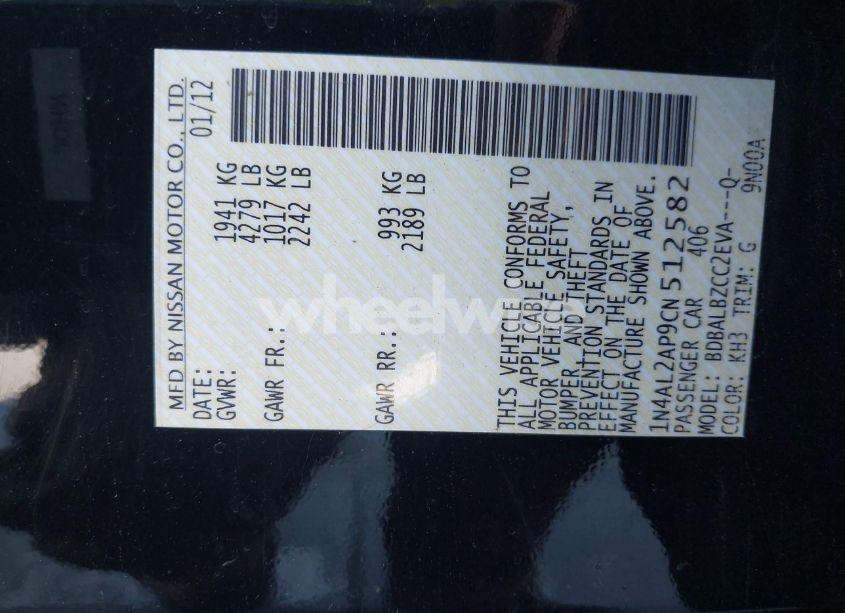 MFD BY NISSAN MOTOR CO., LTD.
DATE: 01/12
GVWR: 1941 KG
4279 LB
GAWR FR.: 1017 KG
2242 LB
GAWR RR.: 993 KG
2189 LB
THIS VEHICLE CONFORMS TO
ALL APPLICABLE FEDERAL
MOTOR VEHICLE SAFETY,
BUMPER AND THEFT
PREVENTION STANDARDS IN
EFFECT ON THE DATE OF
MANUFACTURE SHOWN ABOVE.
1N4AL2AP9CN512582
PASSENGER CAR 406
MODEL: BDBALBZCC2EVA---Q-
COLOR: KH3 TRIM: G 9N00A